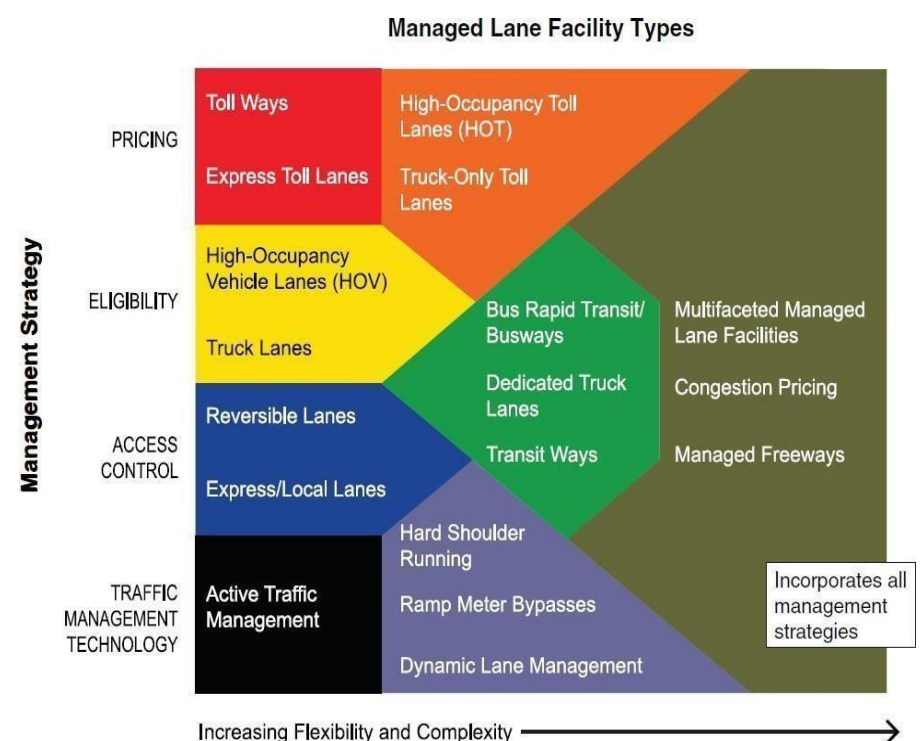 Managed Lane Facility Types
Management Strategy
PRICING
Toll Ways
Express Toll Lanes
High-Occupancy Toll
Lanes (HOT)
Truck-Only Toll
Lanes
ELIGIBILITY
High-Occupancy
Vehicle Lanes (HOV)
Truck Lanes
Bus Rapid Transit/
Busways
Dedicated Truck
Lanes
Transit Ways
Multifaceted Managed
Lane Facilities
Congestion Pricing
Managed Freeways
ACCESS
CONTROL
Reversible Lanes
Express/Local Lanes
TRAFFIC
MANAGEMENT
TECHNOLOGY
Active Traffic
Management
Hard Shoulder
Running
Ramp Meter Bypasses
Dynamic Lane Management
Incorporates all
management
strategies
Increasing Flexibility and Complexity